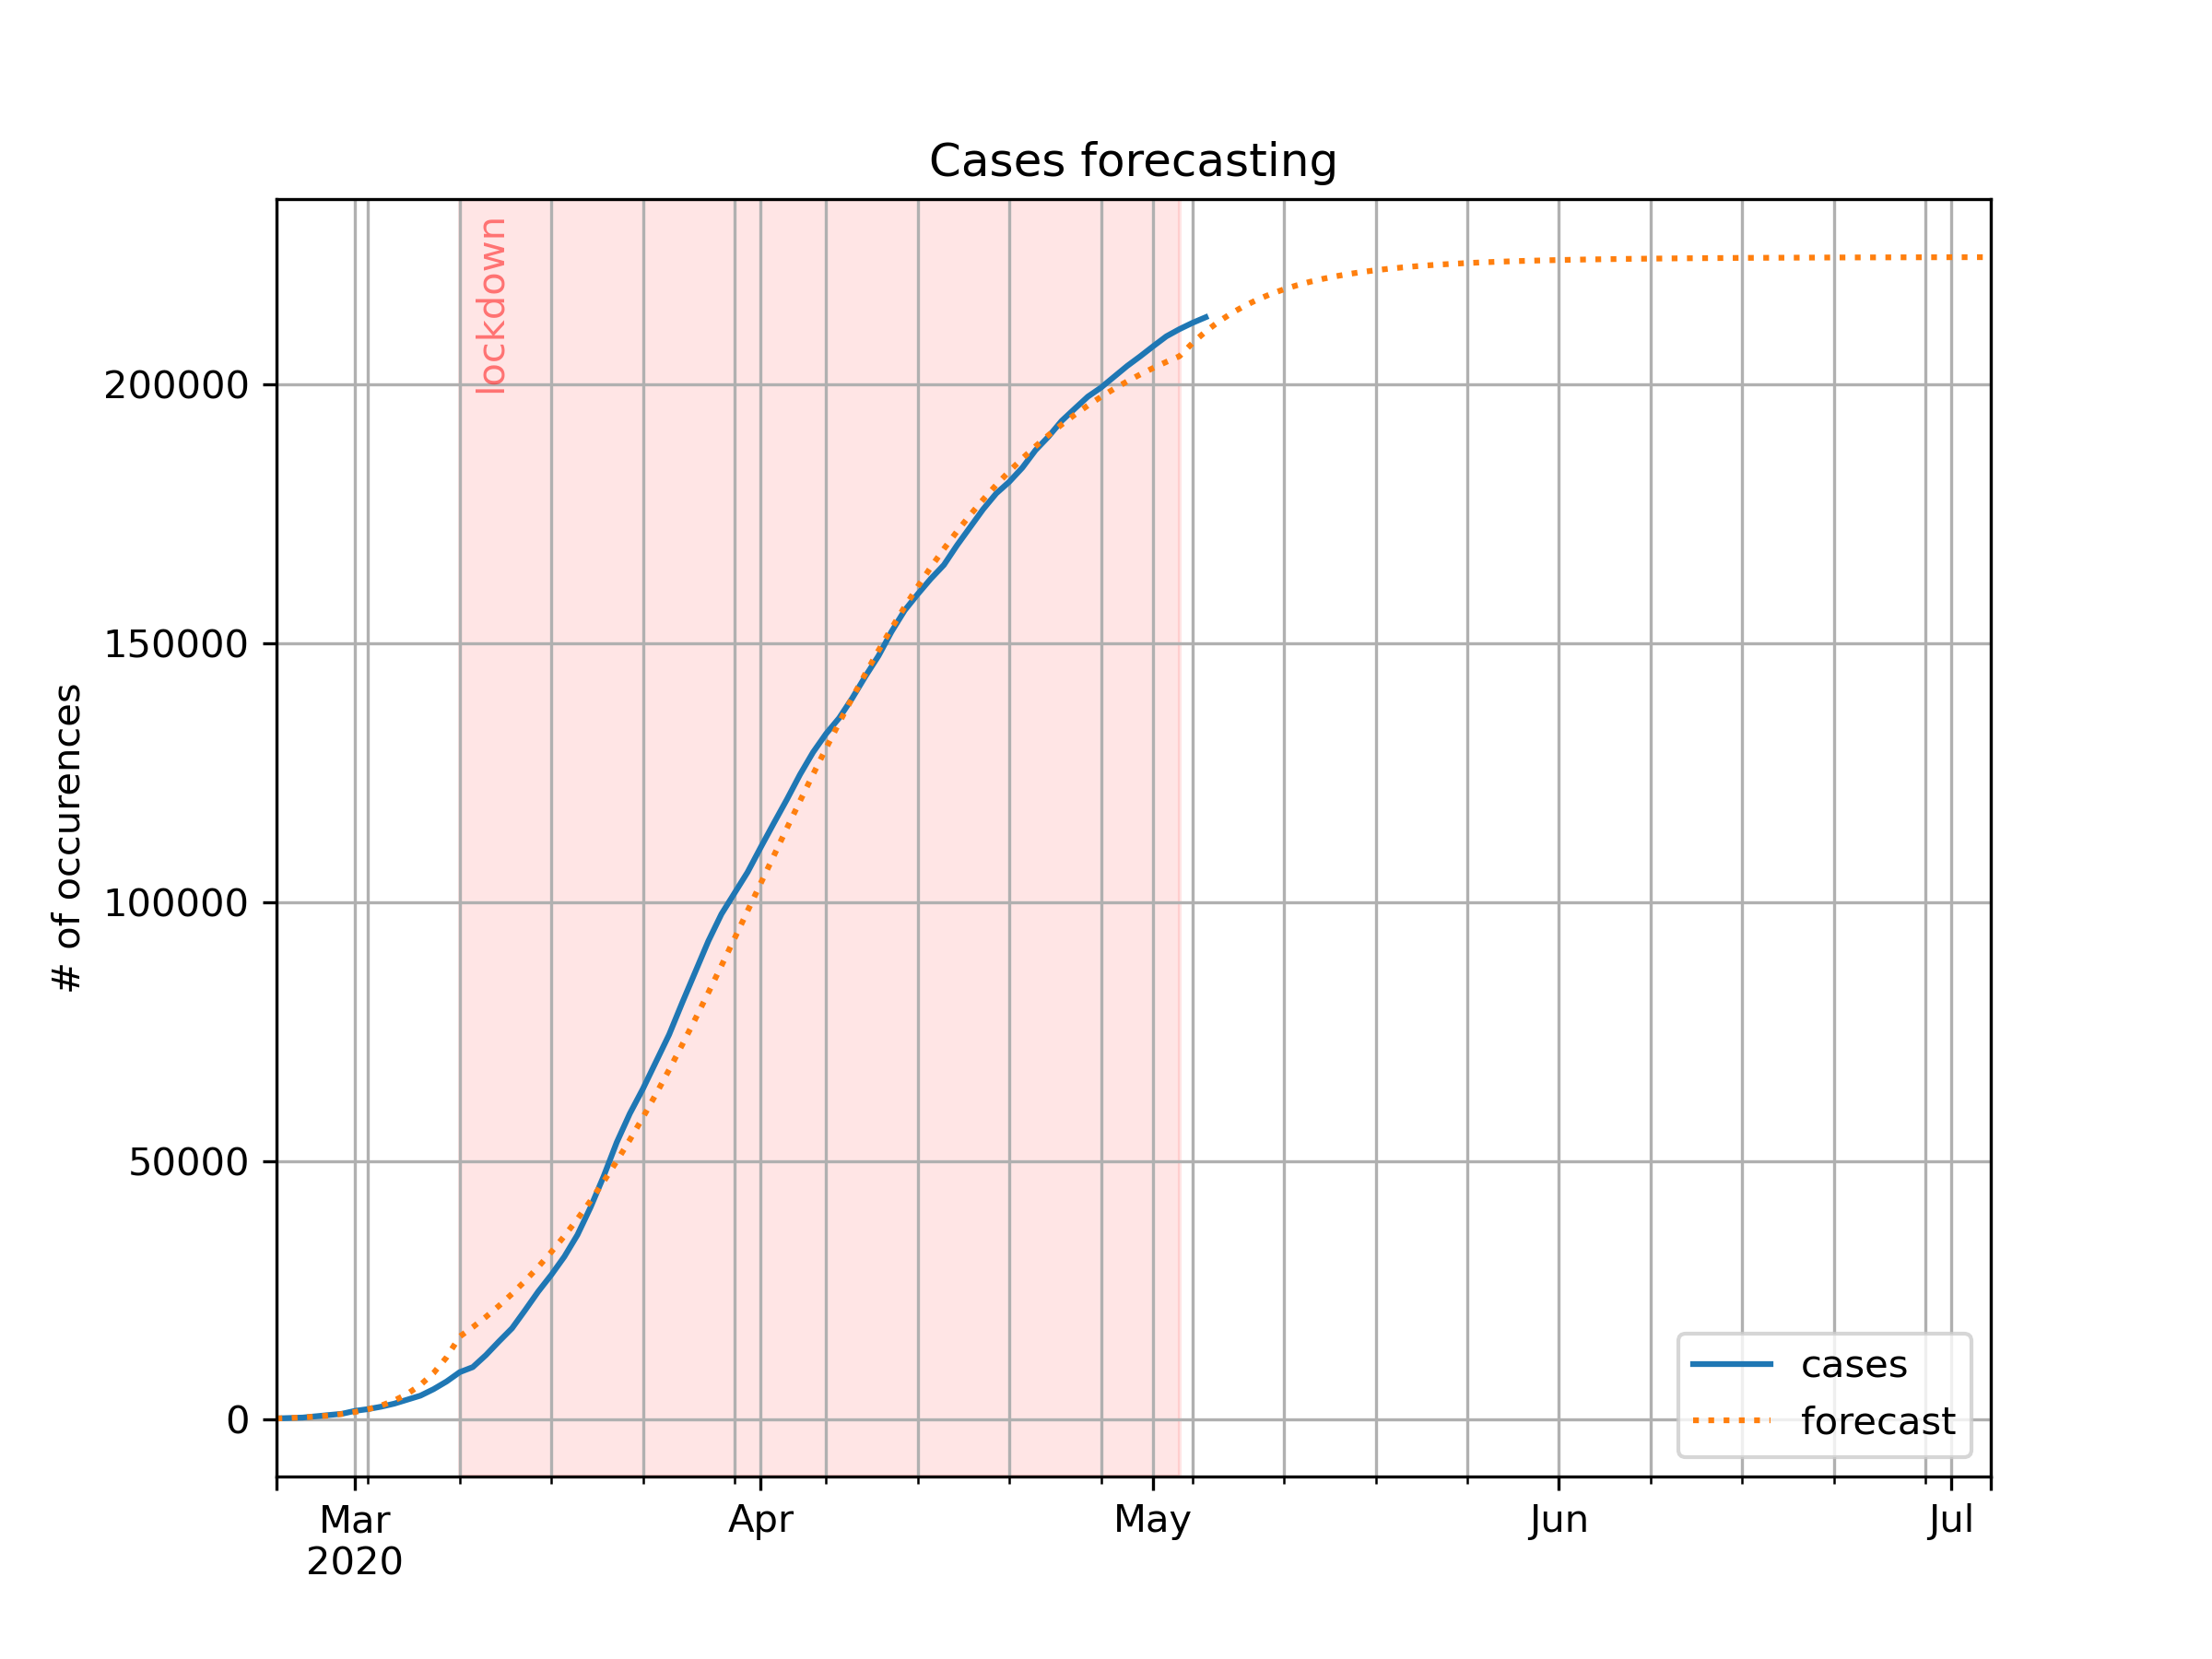 Cases forecasting
lockdown
# of occurences
200000
150000
100000
50000
0
Mar
2020
Apr
May
Jun
Jul
cases
forecast